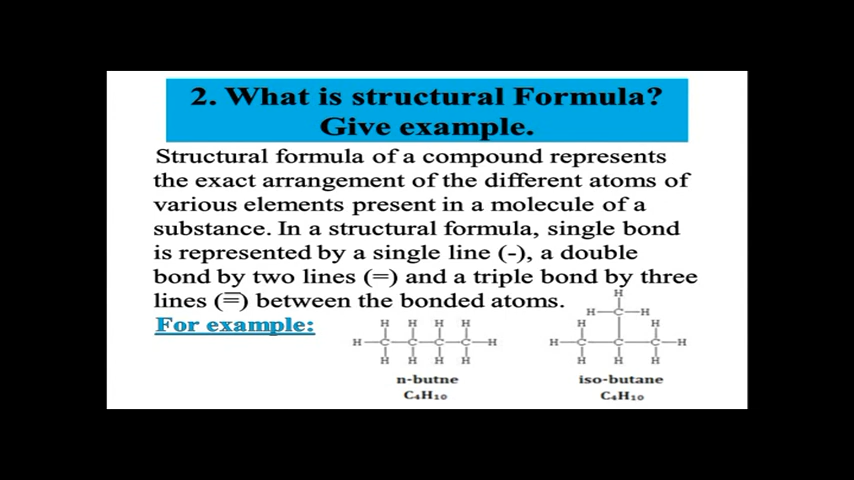 2. What is structural Formula?
Give example.
Structural formula of a compound represents
the exact arrangement of the different atoms of
various elements present in a molecule of a
substance. In a structural formula, single bond
is represented by a single line (-), a double
bond by two lines (=) and a triple bond by three
lines (≡) between the bonded atoms.
For example:
H
H—C—H
H H H H H H
H—C—C—C—C—H H—C—C—C—H
H H H H H H H
n-butne iso-butane
C₄H₁₀ C₄H₁₀